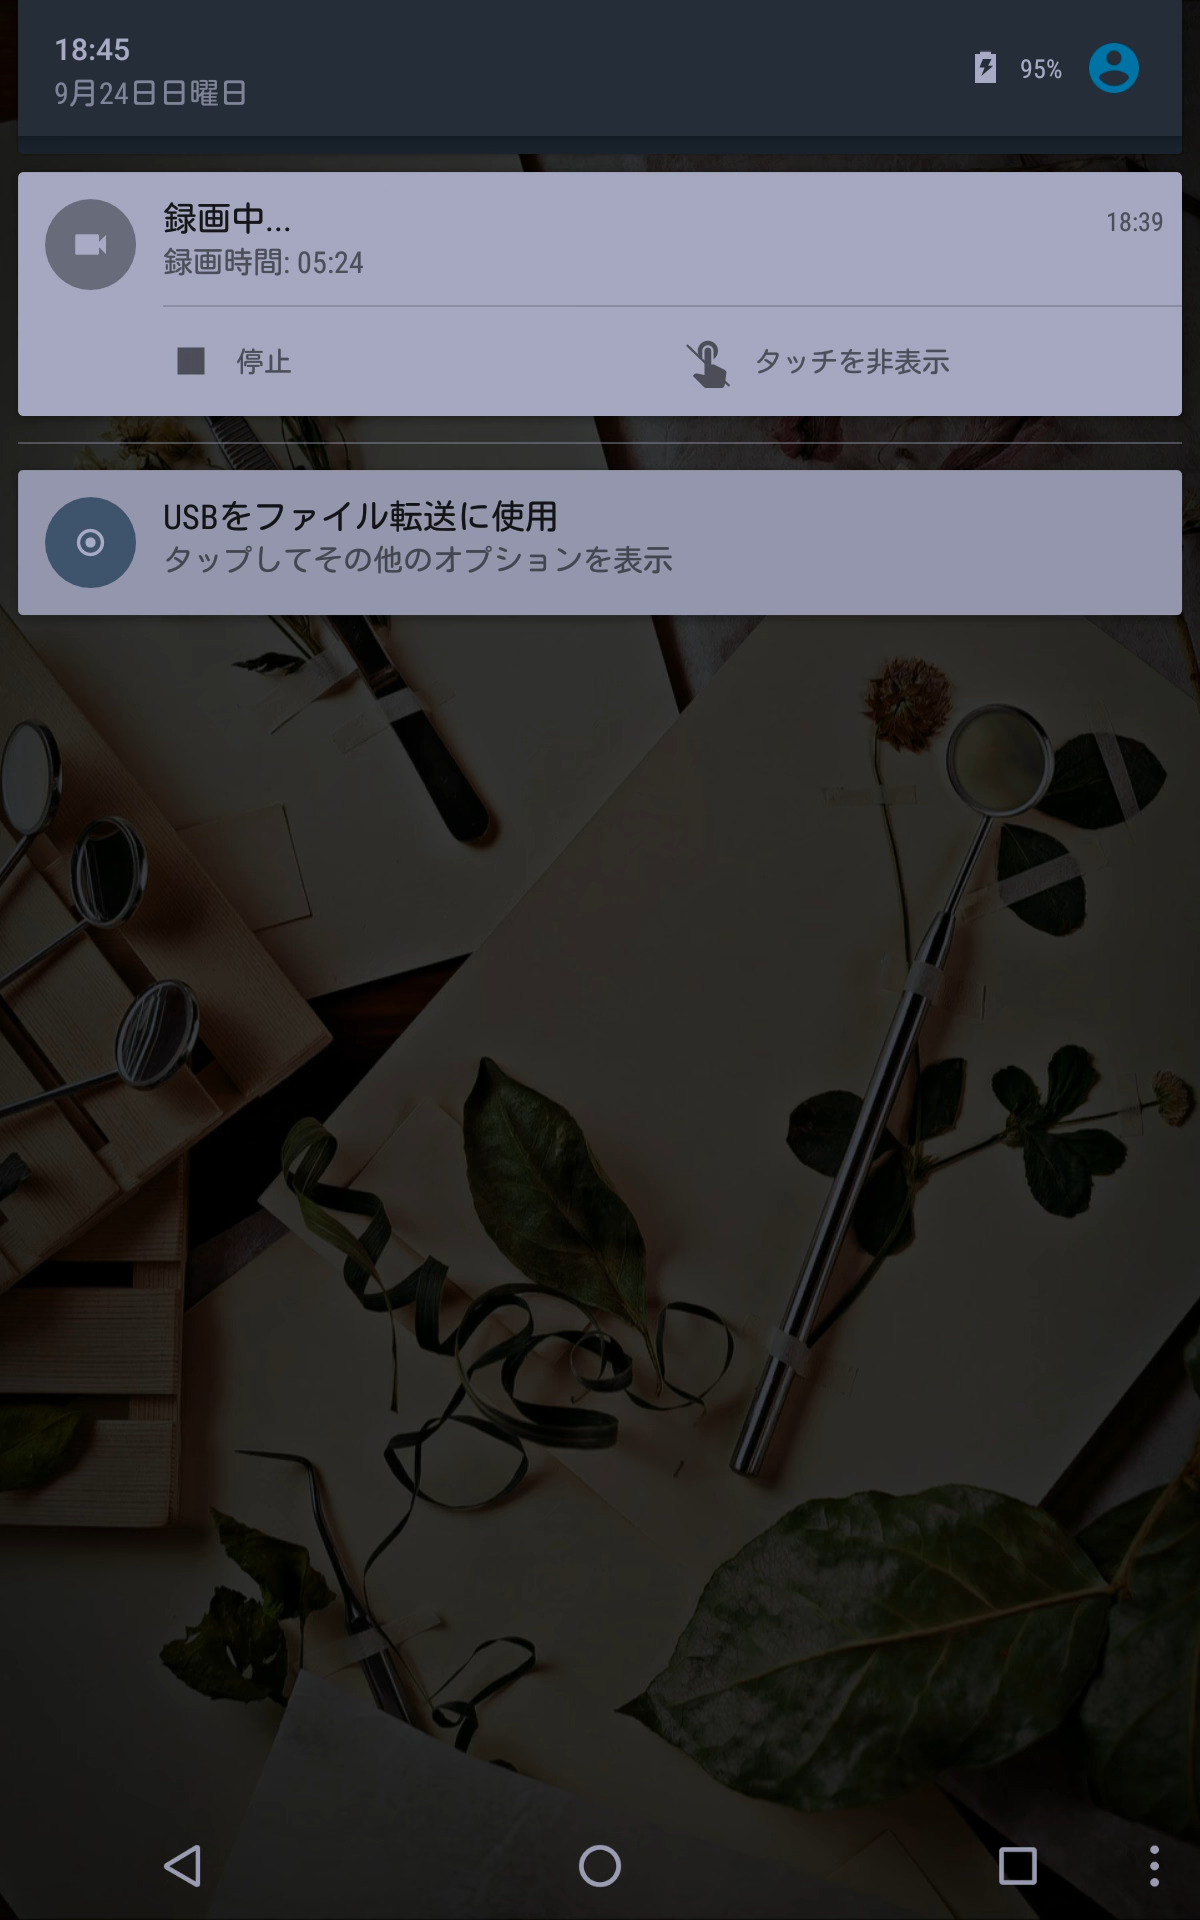 18:45
9月24日日曜日
95%
録画中...
18:39
録画時間: 05:24
停止
タッチを非表示
USBをファイル転送に使用
タップしてその他のオプションを表示